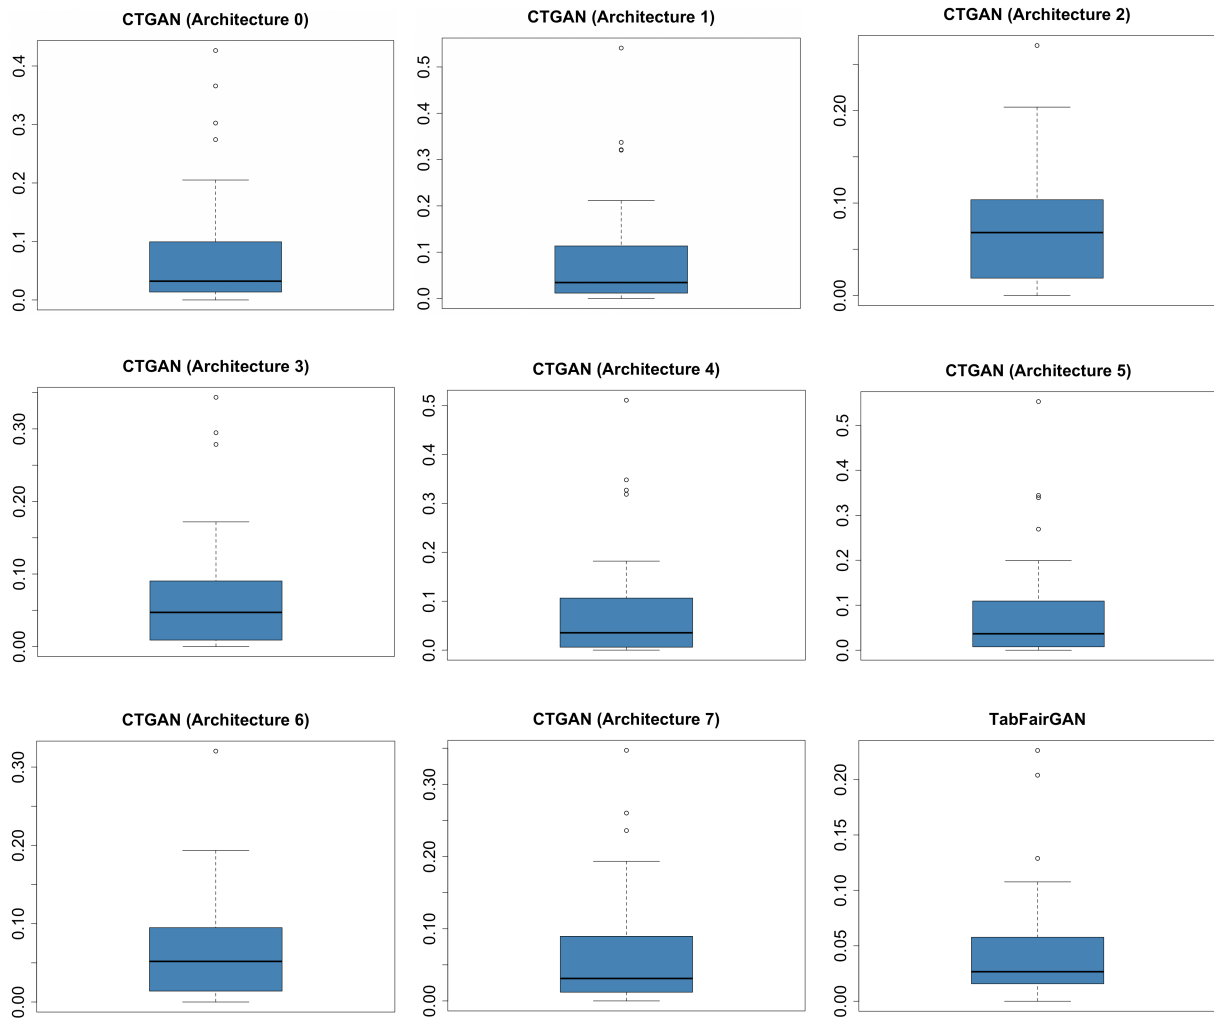 CTGAN (Architecture 0)
0.0 0.1 0.2 0.3 0.4
CTGAN (Architecture 1)
0.0 0.1 0.2 0.3 0.4 0.5
CTGAN (Architecture 2)
0.00 0.10 0.20
CTGAN (Architecture 3)
0.00 0.10 0.20 0.30
CTGAN (Architecture 4)
0.0 0.1 0.2 0.3 0.4 0.5
CTGAN (Architecture 5)
0.0 0.1 0.2 0.3 0.4 0.5
CTGAN (Architecture 6)
0.00 0.10 0.20 0.30
CTGAN (Architecture 7)
0.00 0.10 0.20 0.30
TabFairGAN
0.00 0.05 0.10 0.15 0.20